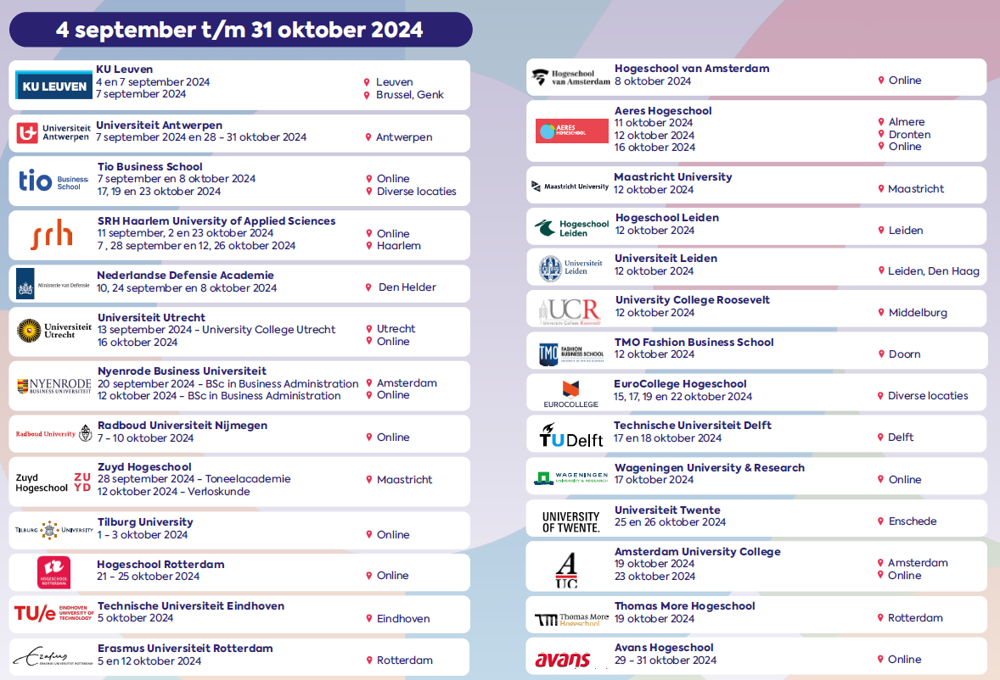 4 september t/m 31 oktober 2024
KU LEUVEN
KU Leuven
4 en 7 september 2024
Leuven
7 september 2024
Brussel, Genk
Universiteit
Antwerpen
Universiteit Antwerpen
7 september 2024 en 28 - 31 oktober 2024
Antwerpen
tio Business
School
Tio Business School
7 september en 8 oktober 2024
Online
17, 19 en 23 oktober 2024
Diverse locaties
srh
SRH Haarlem University of Applied Sciences
11 september, 2 en 23 oktober 2024
Online
7 , 28 september en 12, 26 oktober 2024
Haarlem
Ministerie van Defensie
Nederlandse Defensie Academie
10, 24 september en 8 oktober 2024
Den Helder
Universiteit
Utrecht
Universiteit Utrecht
13 september 2024 - University College Utrecht
Utrecht
16 oktober 2024
Online
NYENRODE
BUSINESS UNIVERSITEIT
Nyenrode Business Universiteit
20 september 2024 - BSc in Business Administration
Amsterdam
12 oktober 2024 - BSc in Business Administration
Online
Radboud University
Radboud Universiteit Nijmegen
7 - 10 oktober 2024
Online
Zuyd
Hogeschool
ZU
YD
Zuyd Hogeschool
28 september 2024 - Toneelacademie
Maastricht
12 oktober 2024 - Verloskunde
TILBURG UNIVERSITY
Tilburg University
1 - 3 oktober 2024
Online
HOGESCHOOL
ROTTERDAM
Hogeschool Rotterdam
21 - 25 oktober 2024
Online
TU/e EINDHOVEN
UNIVERSITY OF
TECHNOLOGY
Technische Universiteit Eindhoven
5 oktober 2024
Eindhoven
Erasmus
ERASMUS UNIVERSITEIT ROTTERDAM
Erasmus Universiteit Rotterdam
5 en 12 oktober 2024
Rotterdam
Hogeschool
van Amsterdam
Hogeschool van Amsterdam
8 oktober 2024
Online
AERES
HOGESCHOOL
Aeres Hogeschool
11 oktober 2024
Almere
12 oktober 2024
Dronten
16 oktober 2024
Online
Maastricht University
Maastricht University
12 oktober 2024
Maastricht
Hogeschool
Leiden
Hogeschool Leiden
12 oktober 2024
Leiden
Universiteit
Leiden
Universiteit Leiden
12 oktober 2024
Leiden, Den Haag
UCR
University College Roosevelt
University College Roosevelt
12 oktober 2024
Middelburg
TMO FASHION
BUSINESS SCHOOL
UNIVERSITY OF APPLIED SCIENCES
TMO Fashion Business School
12 oktober 2024
Doorn
EUROCOLLEGE
EuroCollege Hogeschool
15, 17, 19 en 22 oktober 2024
Diverse locaties
TU Delft
Technische Universiteit Delft
17 en 18 oktober 2024
Delft
WAGENINGEN
UNIVERSITY & RESEARCH
Wageningen University & Research
17 oktober 2024
Online
UNIVERSITY
OF TWENTE.
Universiteit Twente
25 en 26 oktober 2024
Enschede
A
UC
Amsterdam University College
19 oktober 2024
Amsterdam
23 oktober 2024
Online
Thomas More
Hogeschool
Thomas More Hogeschool
19 oktober 2024
Rotterdam
avans
Avans Hogeschool
29 - 31 oktober 2024
Online